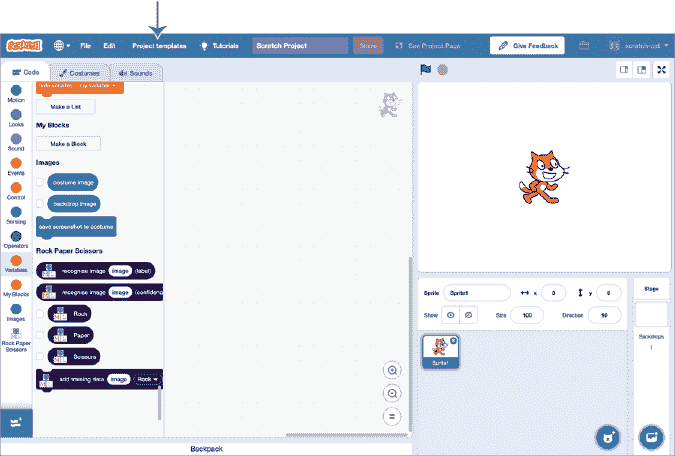 SCRATCH File Edit Project templates Tutorials Scratch Project Share See Project Page Give Feedback
Code Costumes Sounds
Motion
Looks
Sound
Events
Control
Sensing
Operators
Variables
My Blocks
Images
Rock Paper
Scissors
Make a List
My Blocks
Make a Block
Images
costume image
backdrop image
save screenshot to costume
Rock Paper Scissors
recognise image image (label)
recognise image image (confidenc
Rock
Paper
Scissors
add training data image Rock
Backpack
Sprite Sprite1 x 0 y 0
Show Size 100 Direction 90
Sprite1
Stage
Backdrops
1